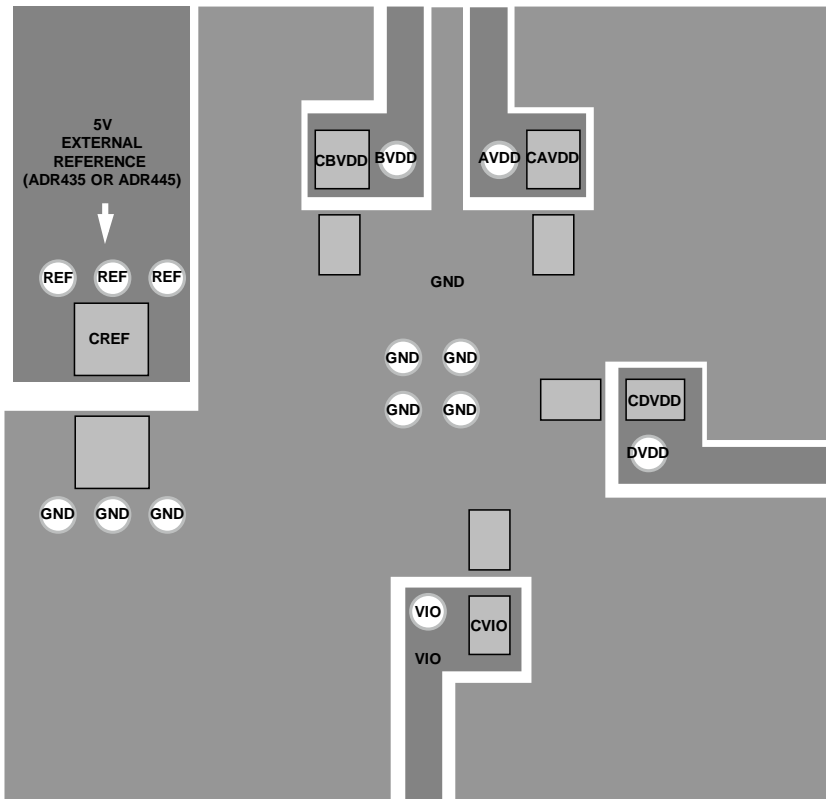 5V
EXTERNAL
REFERENCE
(ADR435 OR ADR445)
CBVDD BVDD AVDD CAVDD
REF REF REF
GND
CREF
GND GND
GND GND
CDVDD
DVDD
GND GND GND
VIO CVIO
VIO